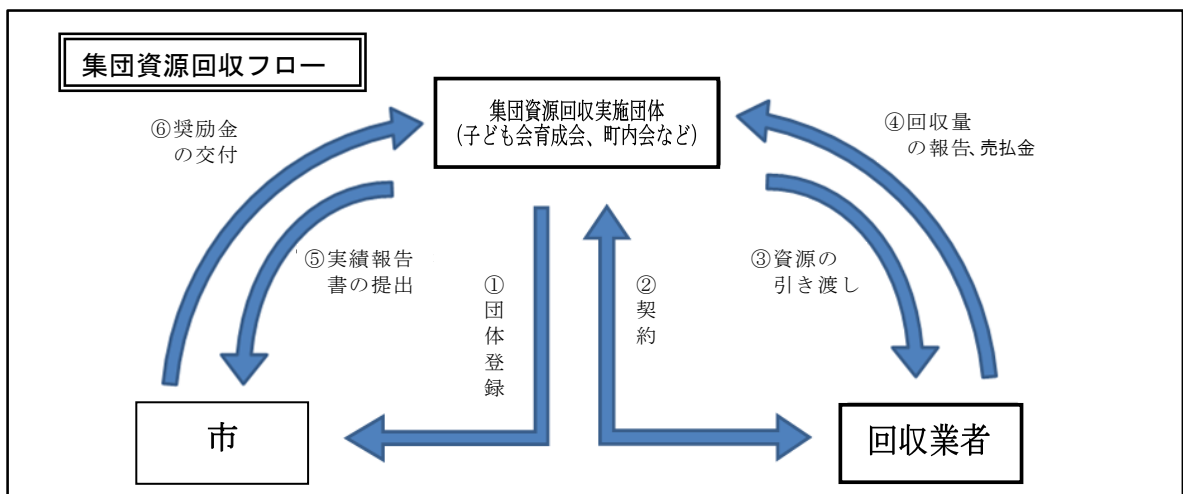 集団資源回収フロー
集団資源回収実施団体
(子ども会育成会、町内会など)
⑥奨励金
の交付
④回収量
の報告、売払金
⑤実績報告
書の提出
①団体登録
②契約
③資源の
引き渡し
市
回収業者